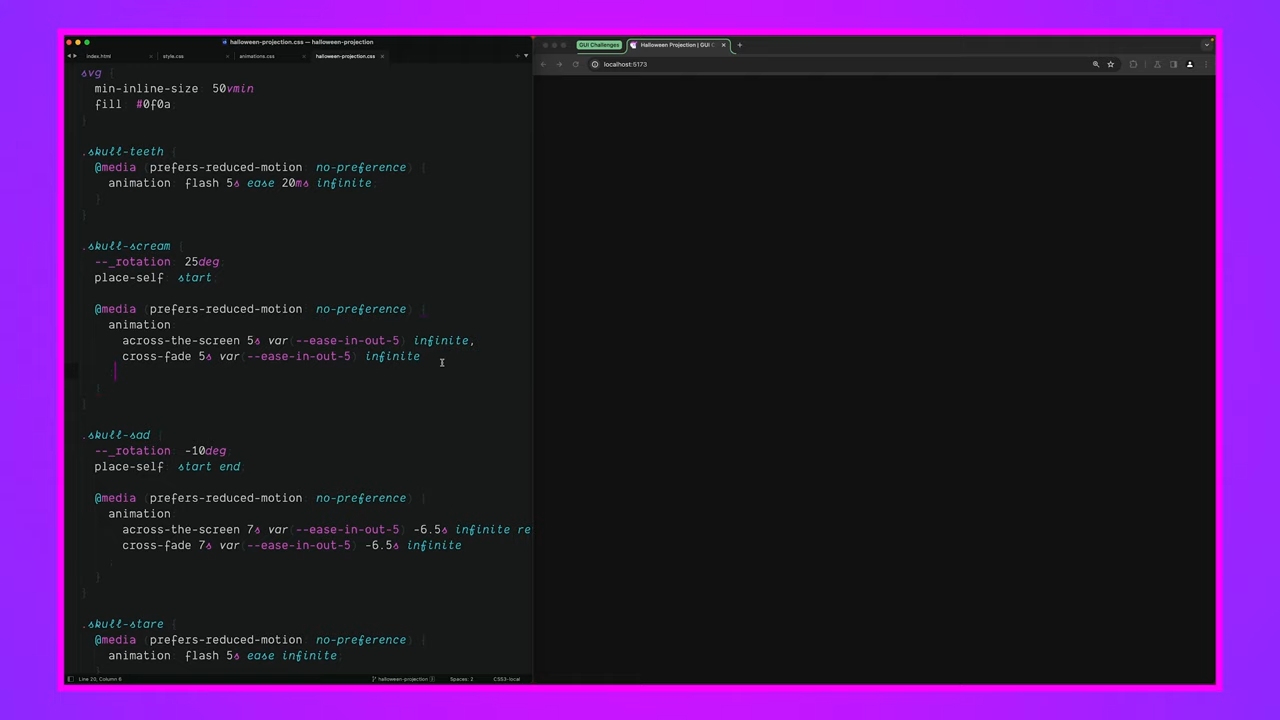 halloween-projection.css — halloween-projection
index.html
style.css
animations.css
halloween-projection.css
GUI Challenges
Halloween Projection | GUI C
localhost:5173
svg {
min-inline-size: 50vmin
fill: #0f0a;
}
.skull-teeth {
@media (prefers-reduced-motion: no-preference) {
animation: flash 5s ease 20ms infinite;
}
}
.skull-scream {
--_rotation: 25deg;
place-self: start;
@media (prefers-reduced-motion: no-preference) {
animation:
across-the-screen 5s var(--ease-in-out-5) infinite,
cross-fade 5s var(--ease-in-out-5) infinite
;
}
}
.skull-sad {
--_rotation: -10deg;
place-self: start end;
@media (prefers-reduced-motion: no-preference) {
animation:
across-the-screen 7s var(--ease-in-out-5) -6.5s infinite re
cross-fade 7s var(--ease-in-out-5) -6.5s infinite
;
}
}
.skull-stare {
@media (prefers-reduced-motion: no-preference) {
animation: flash 5s ease infinite;
}
Line 20, Column 6
halloween-projection
Spaces: 2
CSS3-local